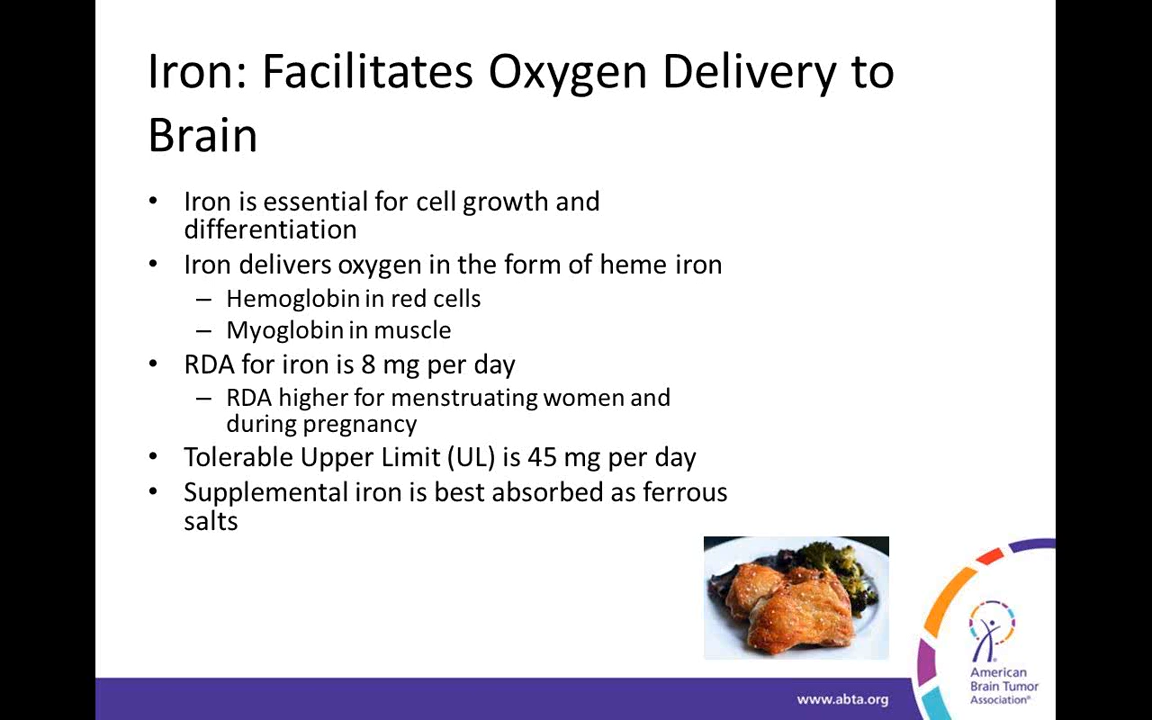 Iron: Facilitates Oxygen Delivery to
Brain
• Iron is essential for cell growth and
differentiation
• Iron delivers oxygen in the form of heme iron
– Hemoglobin in red cells
– Myoglobin in muscle
• RDA for iron is 8 mg per day
– RDA higher for menstruating women and
during pregnancy
• Tolerable Upper Limit (UL) is 45 mg per day
• Supplemental iron is best absorbed as ferrous
salts
www.abta.org
American
Brain Tumor
Association®